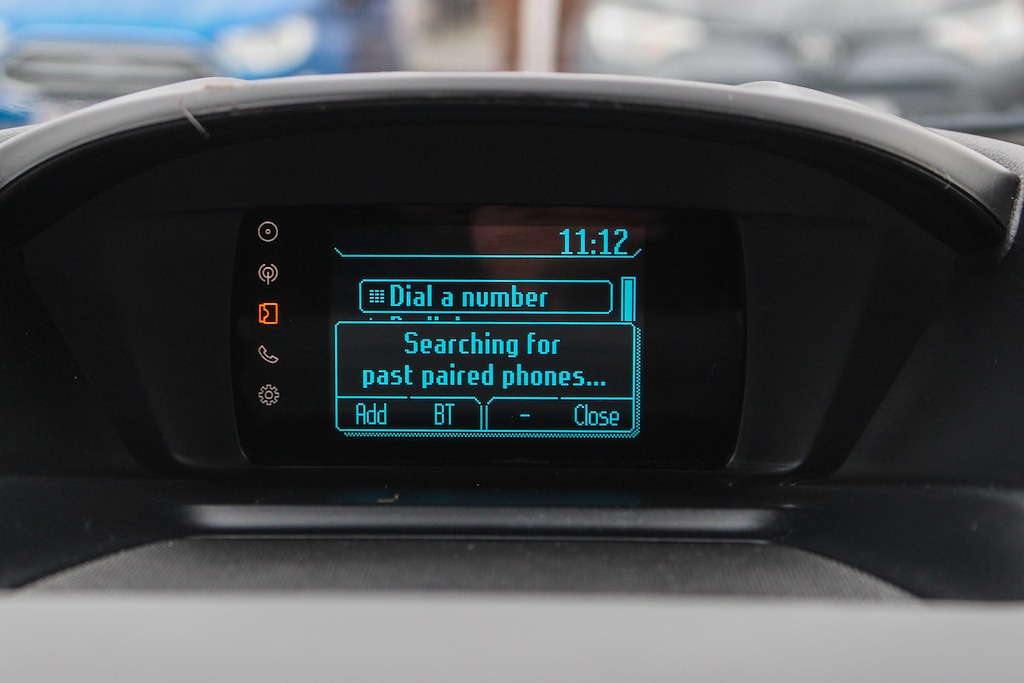 11:12
Dial a number
Searching for
past paired phones...
Add BT - Close